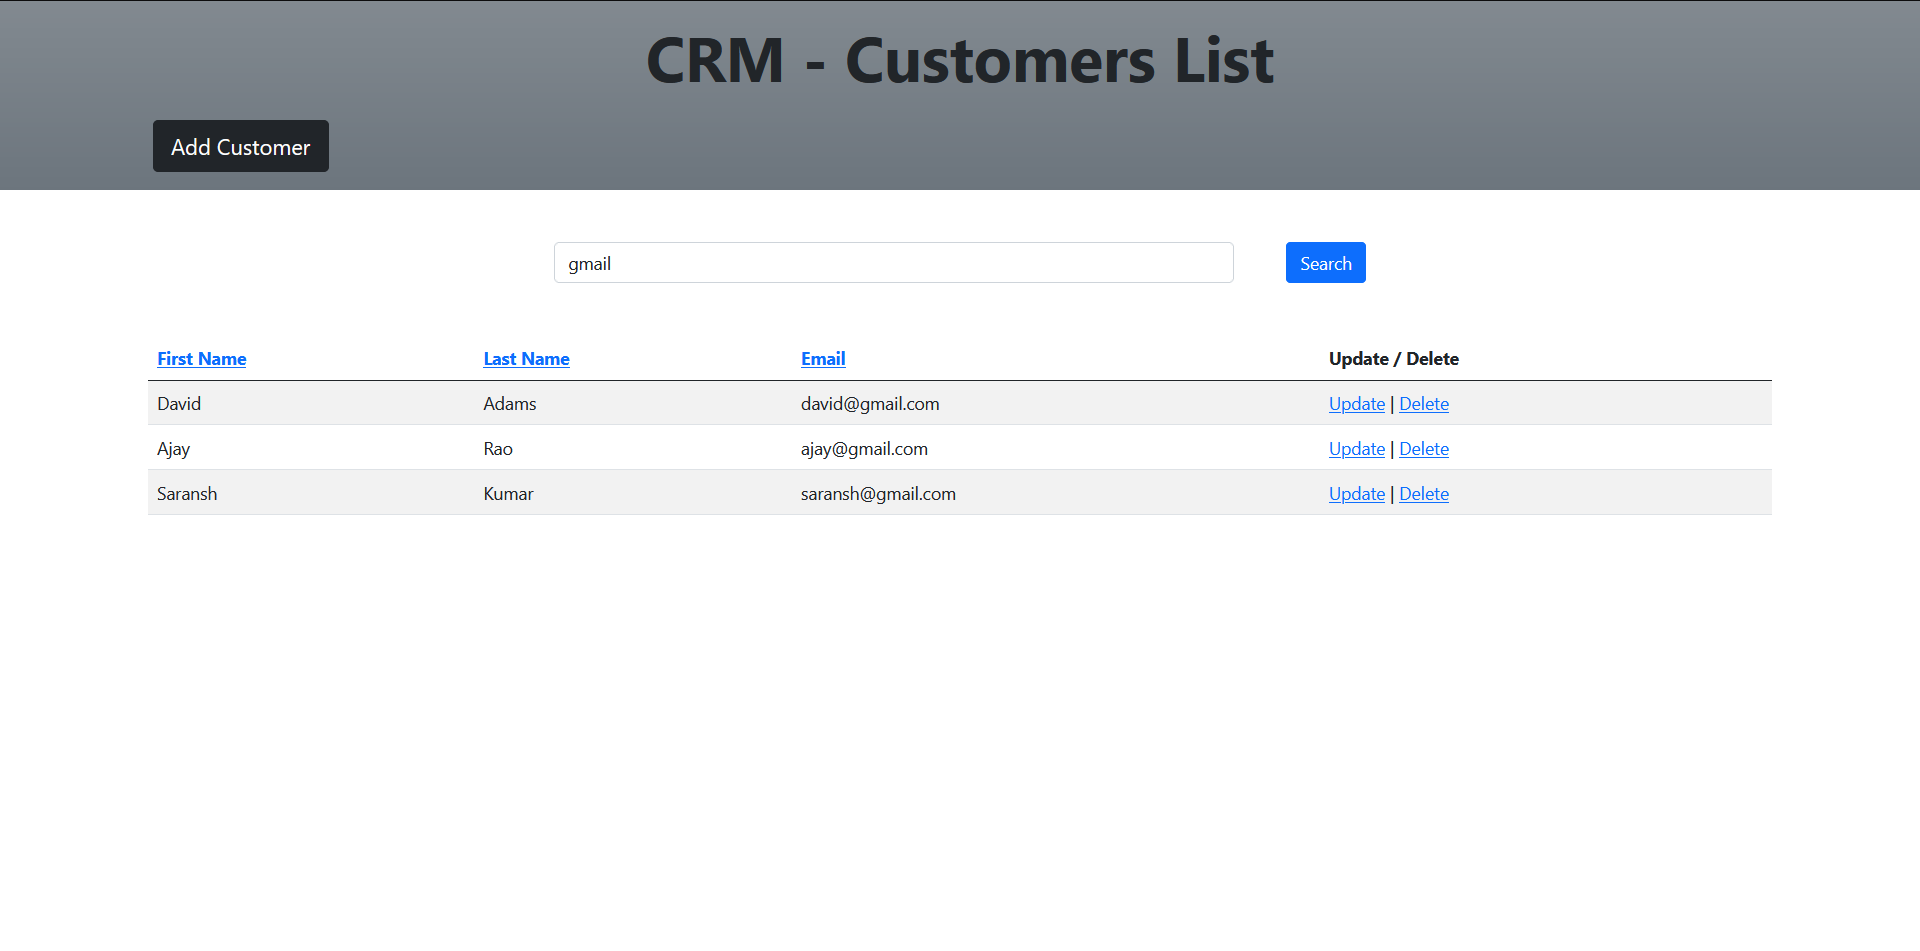 CRM - Customers List
Add Customer
gmail Search
First Name Last Name Email Update / Delete
David Adams david@gmail.com Update | Delete
Ajay Rao ajay@gmail.com Update | Delete
Saransh Kumar saransh@gmail.com Update | Delete